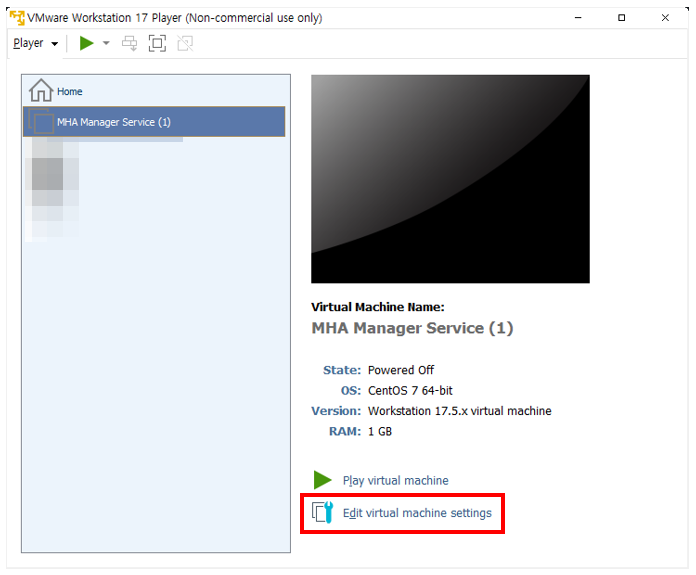 VMware Workstation 17 Player (Non-commercial use only)
Player
Home
MHA Manager Service (1)
Virtual Machine Name:
MHA Manager Service (1)
State: Powered Off
OS: CentOS 7 64-bit
Version: Workstation 17.5.x virtual machine
RAM: 1 GB
Play virtual machine
Edit virtual machine settings